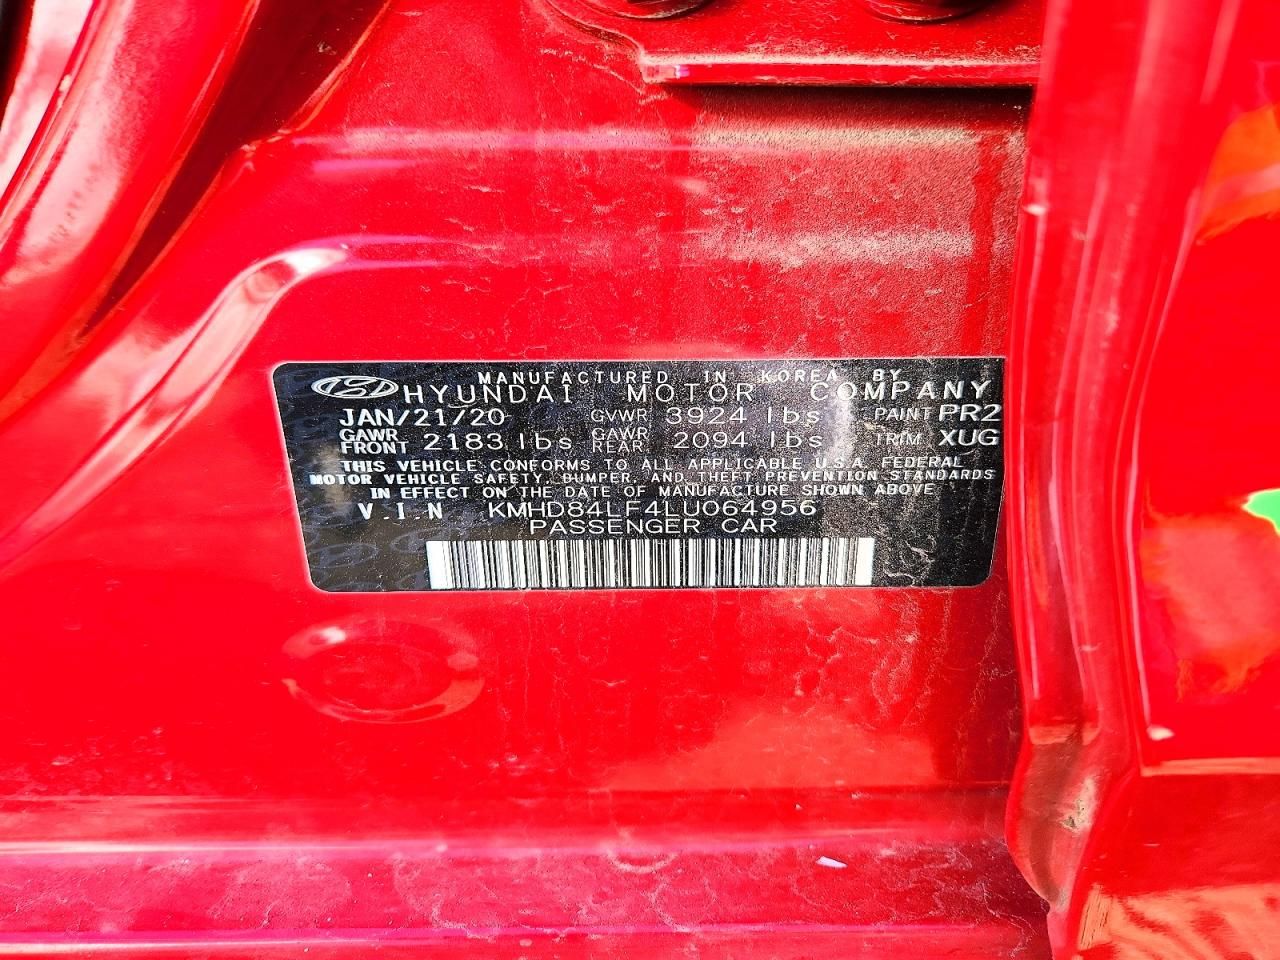 MANUFACTURED IN KOREA BY
HYUNDAI MOTOR COMPANY
JAN/21/20 GVWR 3924 lbs PAINT PR2
GAWR FRONT 2183 lbs GAWR REAR 2094 lbs TRIM XUG
THIS VEHICLE CONFORMS TO ALL APPLICABLE U.S.A. FEDERAL
MOTOR VEHICLE SAFETY, BUMPER, AND THEFT PREVENTION STANDARDS
IN EFFECT ON THE DATE OF MANUFACTURE SHOWN ABOVE
V.I.N KMHD84LF4LU064956
PASSENGER CAR